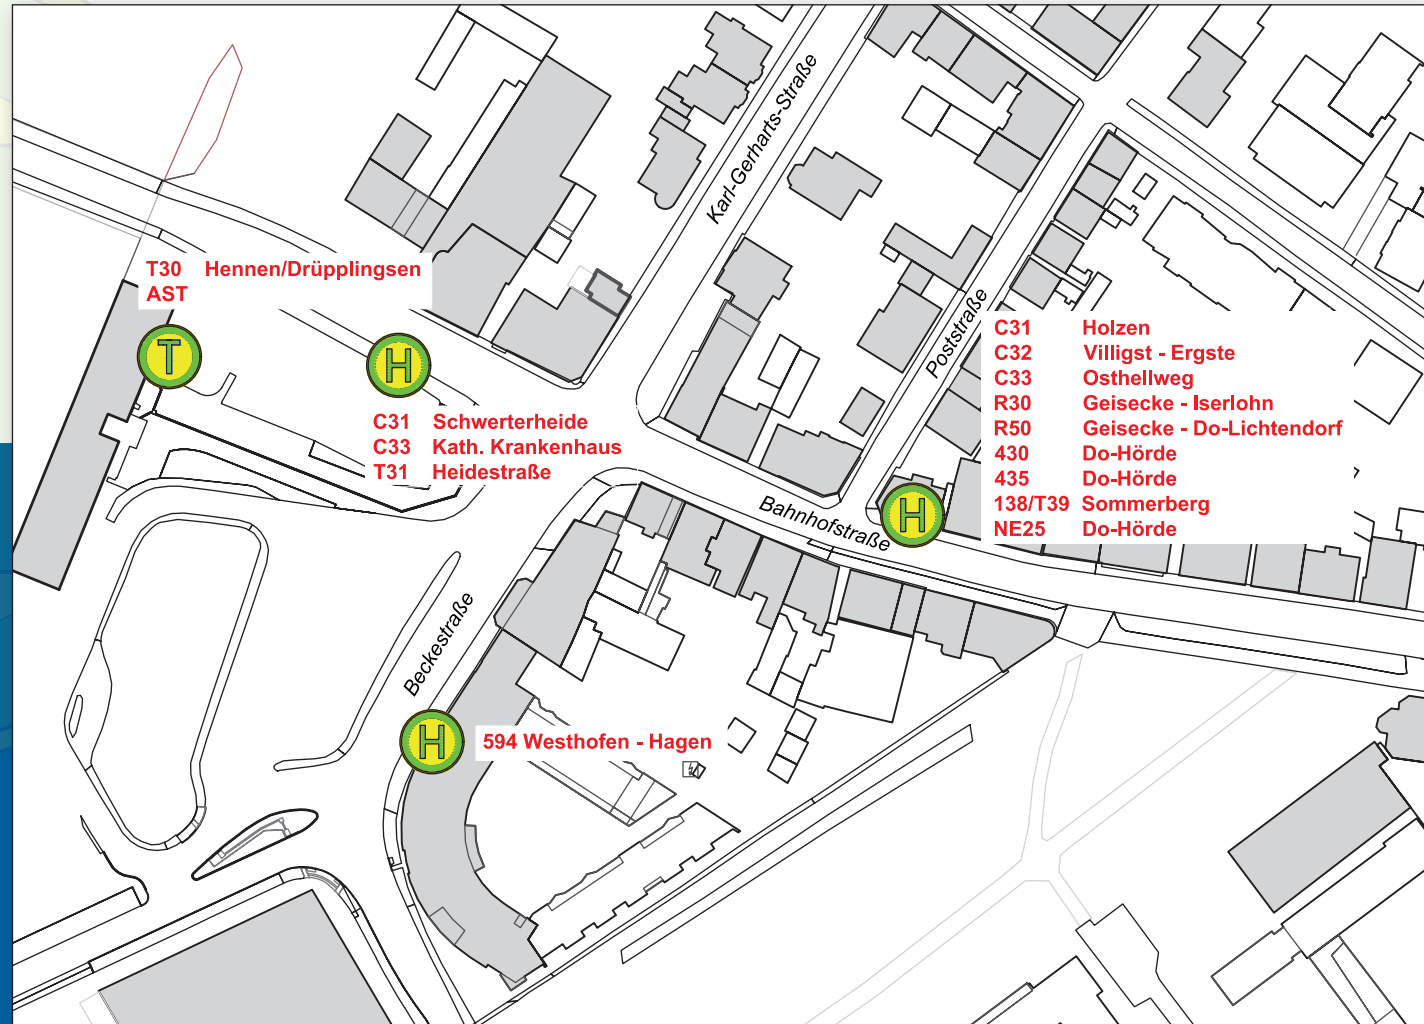 Karl-Gerharts-Straße
T30 Hennen/Drüpplingsen
AST
T
H
C31 Schwerterheide
C33 Kath. Krankenhaus
T31 Heidestraße
Poststraße
C31 Holzen
C32 Villigst - Ergste
C33 Osthellweg
R30 Geisecke - Iserlohn
R50 Geisecke - Do-Lichtendorf
430 Do-Hörde
435 Do-Hörde
138/T39 Sommerberg
NE25 Do-Hörde
H
Bahnhofstraße
Beckestraße
H
594 Westhofen - Hagen